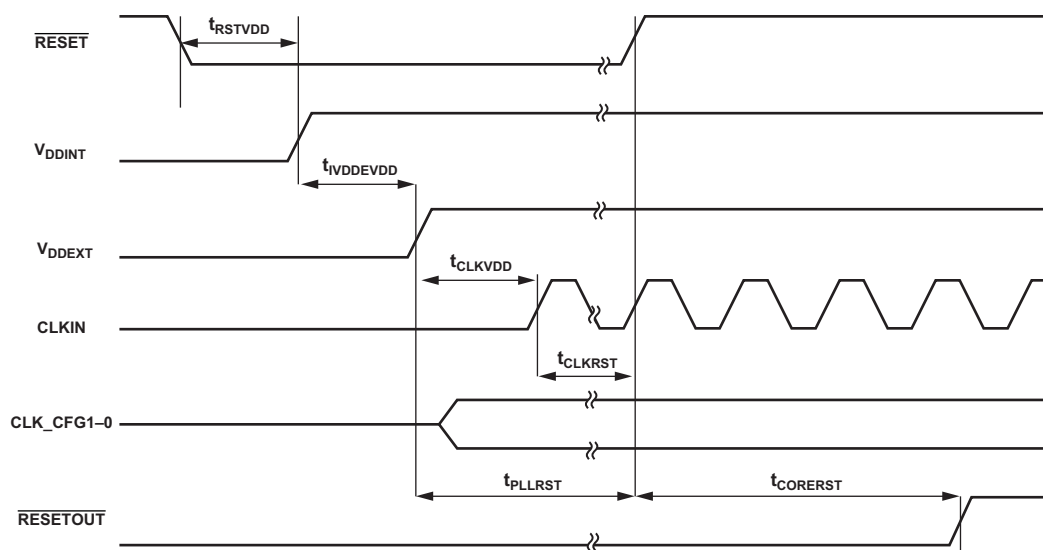 RESET
tRSTVDD
VDDINT
tIVDDEVDD
VDDEXT
tCLKVDD
CLKIN
tCLKRST
CLK_CFG1–0
tPLLRST
tCORERST
RESETOUT